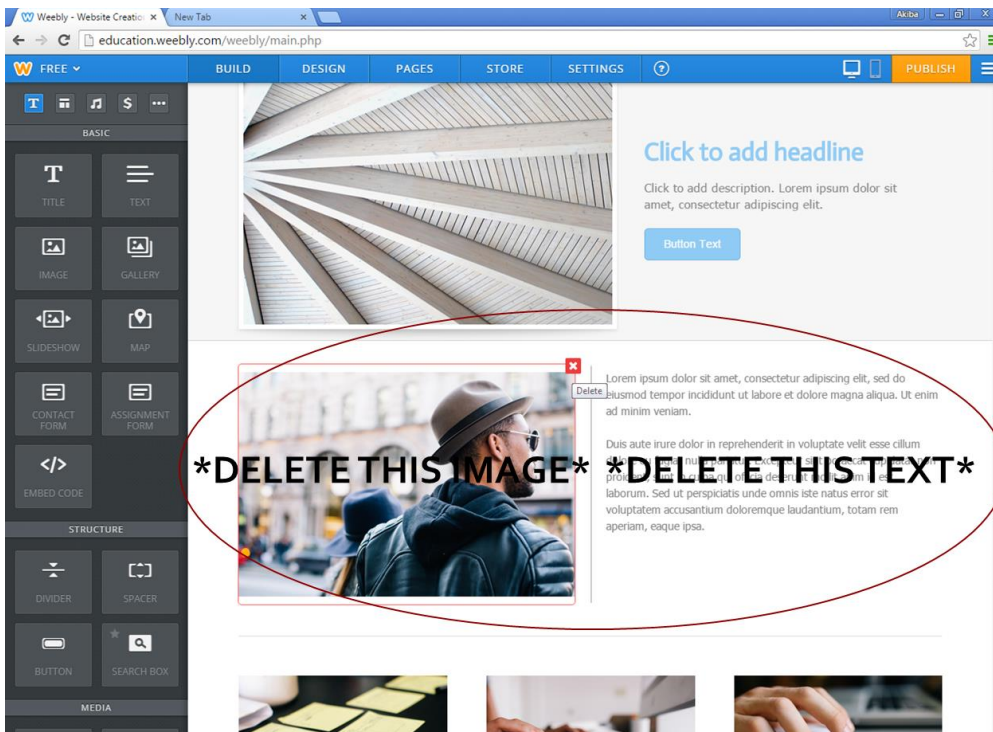 Weebly - Website Creatio
New Tab
Akiba
education.weebly.com/weebly/main.php
FREE
BUILD
DESIGN
PAGES
STORE
SETTINGS
?
PUBLISH
T
$
BASIC
T
TITLE
TEXT
IMAGE
GALLERY
SLIDESHOW
MAP
CONTACT
FORM
ASSIGNMENT
FORM
</>
EMBED CODE
STRUCTURE
DIVIDER
SPACER
BUTTON
SEARCH BOX
MEDIA
Click to add headline
Click to add description. Lorem ipsum dolor sit
amet, consectetur adipiscing elit.
Button Text
Delete
Lorem ipsum dolor sit amet, consectetur adipiscing elit, sed do
eiusmod tempor incididunt ut labore et dolore magna aliqua. Ut enim
ad minim veniam.
Duis aute irure dolor in reprehenderit in voluptate velit esse cillum
*DELETE THIS IMAGE* *DELETE THIS TEXT*
laborum. Sed ut perspiciatis unde omnis iste natus error sit
voluptatem accusantium doloremque laudantium, totam rem
aperiam, eaque ipsa.